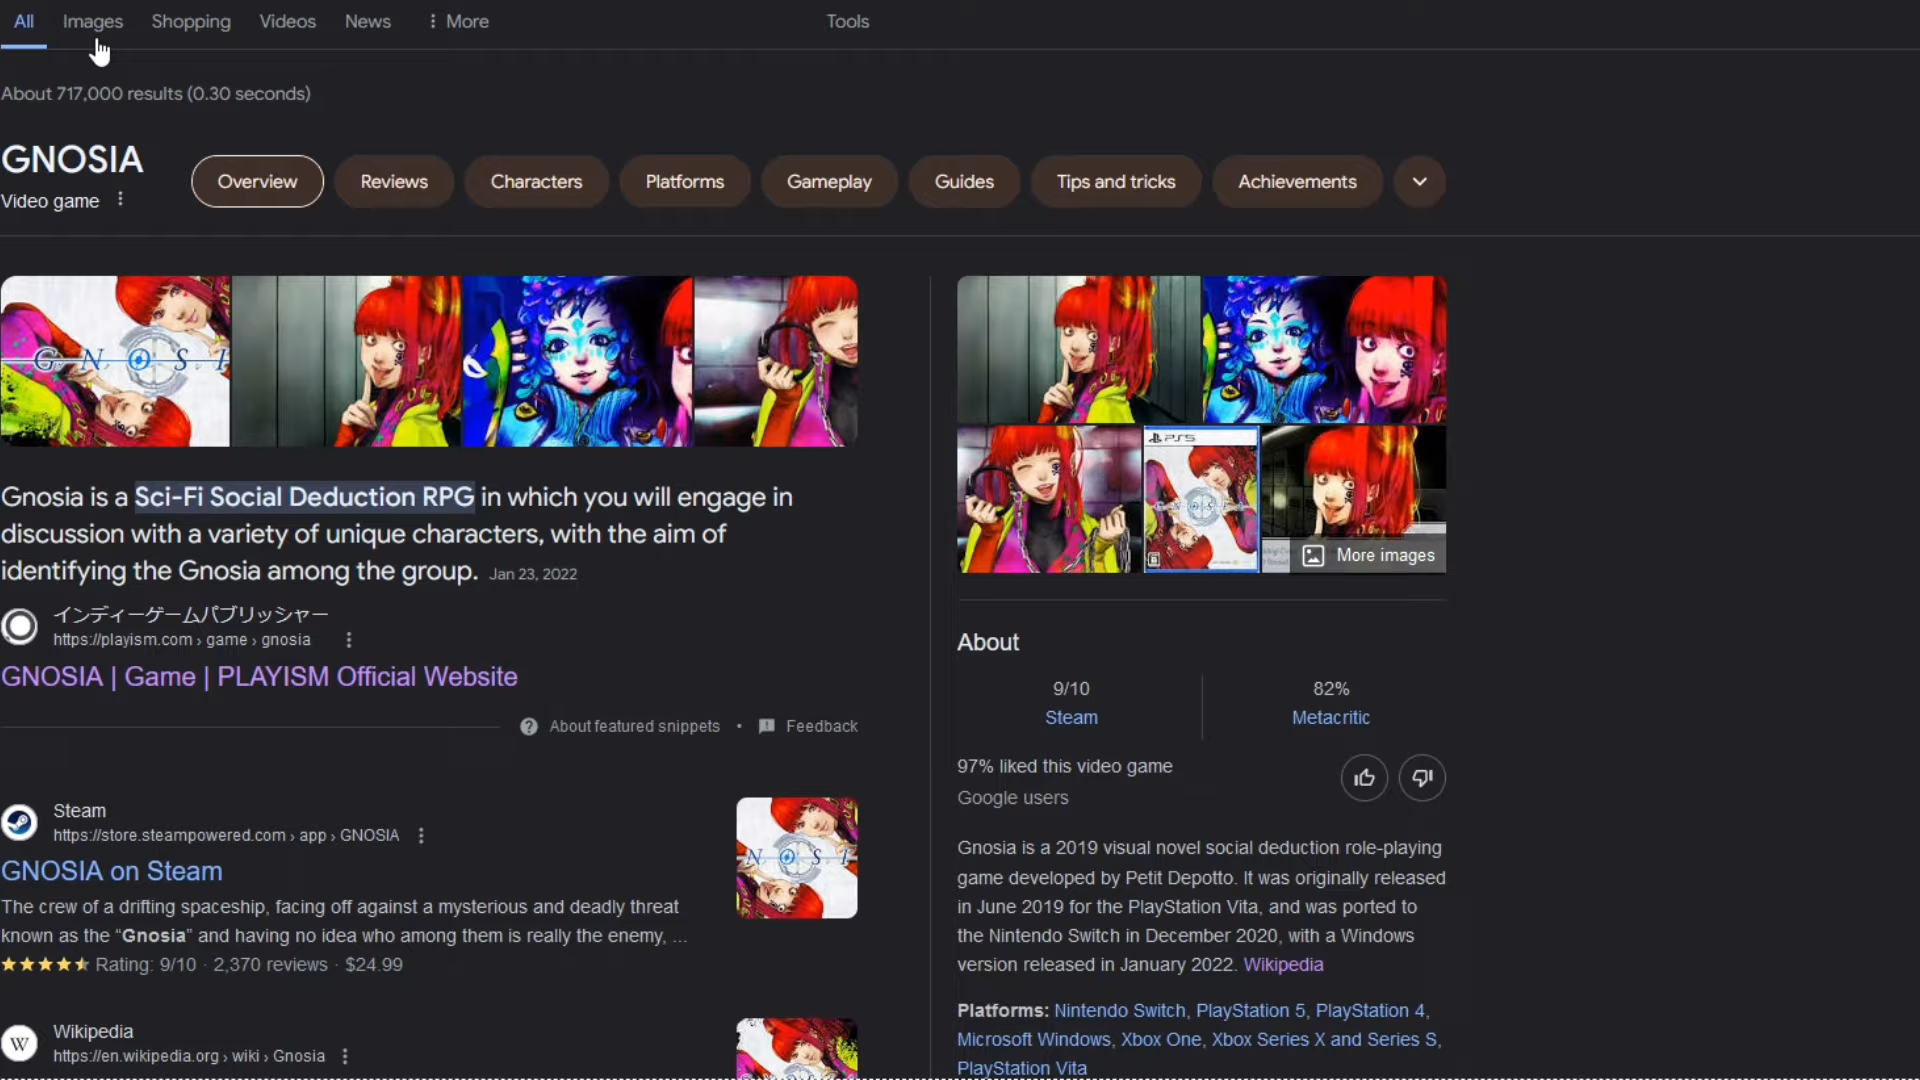 All Images Shopping Videos News More Tools
About 717,000 results (0.30 seconds)
GNOSIA
Video game
Overview Reviews Characters Platforms Gameplay Guides Tips and tricks Achievements
G N O S I
PS5
G N O S I
More images
Gnosia is a Sci-Fi Social Deduction RPG in which you will engage in
discussion with a variety of unique characters, with the aim of
identifying the Gnosia among the group. Jan 23, 2022
インディーゲームパブリッシャー
https://playism.com › game › gnosia
GNOSIA | Game | PLAYISM Official Website
About featured snippets • Feedback
Steam
https://store.steampowered.com › app › GNOSIA
GNOSIA on Steam
The crew of a drifting spaceship, facing off against a mysterious and deadly threat
known as the “Gnosia” and having no idea who among them is really the enemy, ...
Rating: 9/10 · 2,370 reviews · $24.99
N O S I
W
Wikipedia
https://en.wikipedia.org › wiki › Gnosia
About
9/10
Steam
82%
Metacritic
97% liked this video game
Google users
Gnosia is a 2019 visual novel social deduction role-playing
game developed by Petit Depotto. It was originally released
in June 2019 for the PlayStation Vita, and was ported to
the Nintendo Switch in December 2020, with a Windows
version released in January 2022. Wikipedia
Platforms: Nintendo Switch, PlayStation 5, PlayStation 4,
Microsoft Windows, Xbox One, Xbox Series X and Series S,
PlayStation Vita